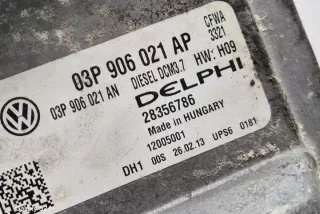 03P 906 021 AP
CFWA
3321
03P 906 021 AN DIESEL DCM3.7 HW: H09
DELPHI
28356786
Made in HUNGARY
12005001
DH1 00S 26.02.13 UPS6 0181